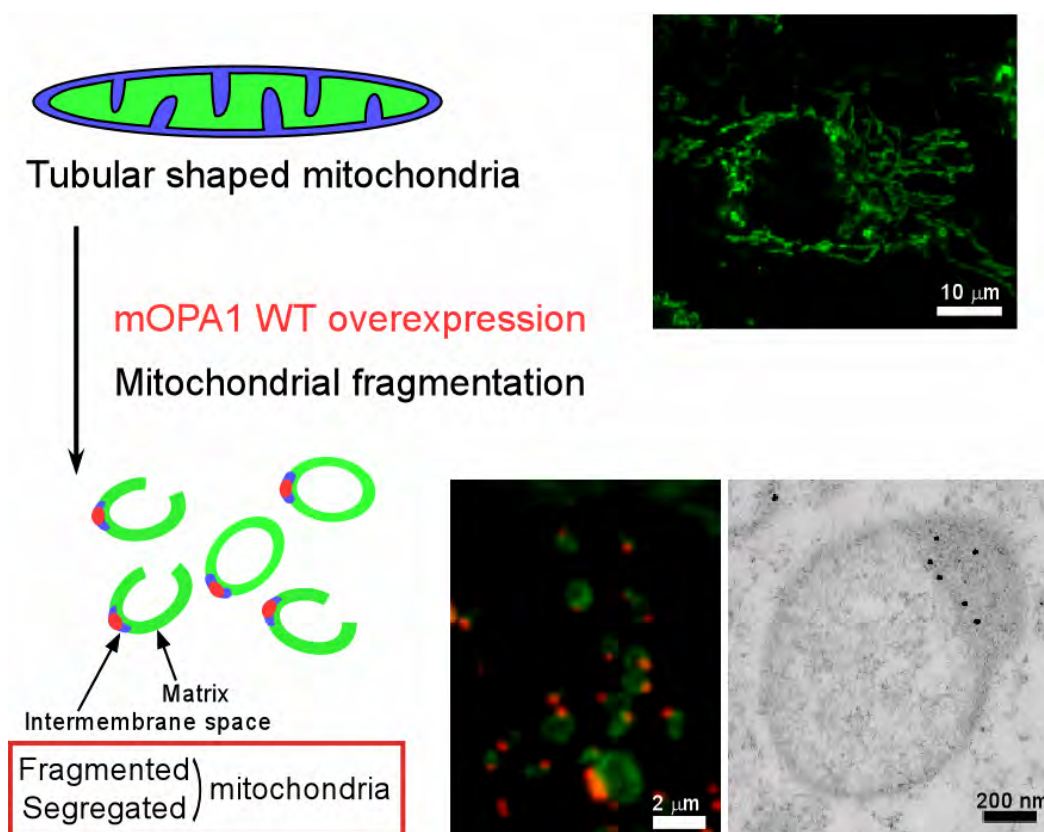 Tubular shaped mitochondria
10 μm
mOPA1 WT overexpression
Mitochondrial fragmentation
Matrix
Intermembrane space
Fragmented
Segregated
) mitochondria
2 μm
200 nm